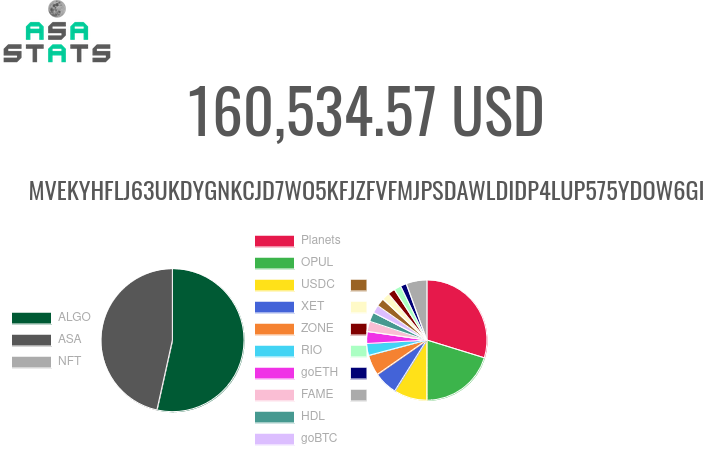 ASA
STATS
160,534.57 USD
MVEKYHFLJ63UKDYGNKCJD7WO5KFJZFVFMJPSDAWLDIDP4LUP575YDOW6GI
ALGO
ASA
NFT
Planets
OPUL
USDC
XET
ZONE
RIO
goETH
FAME
HDL
goBTC